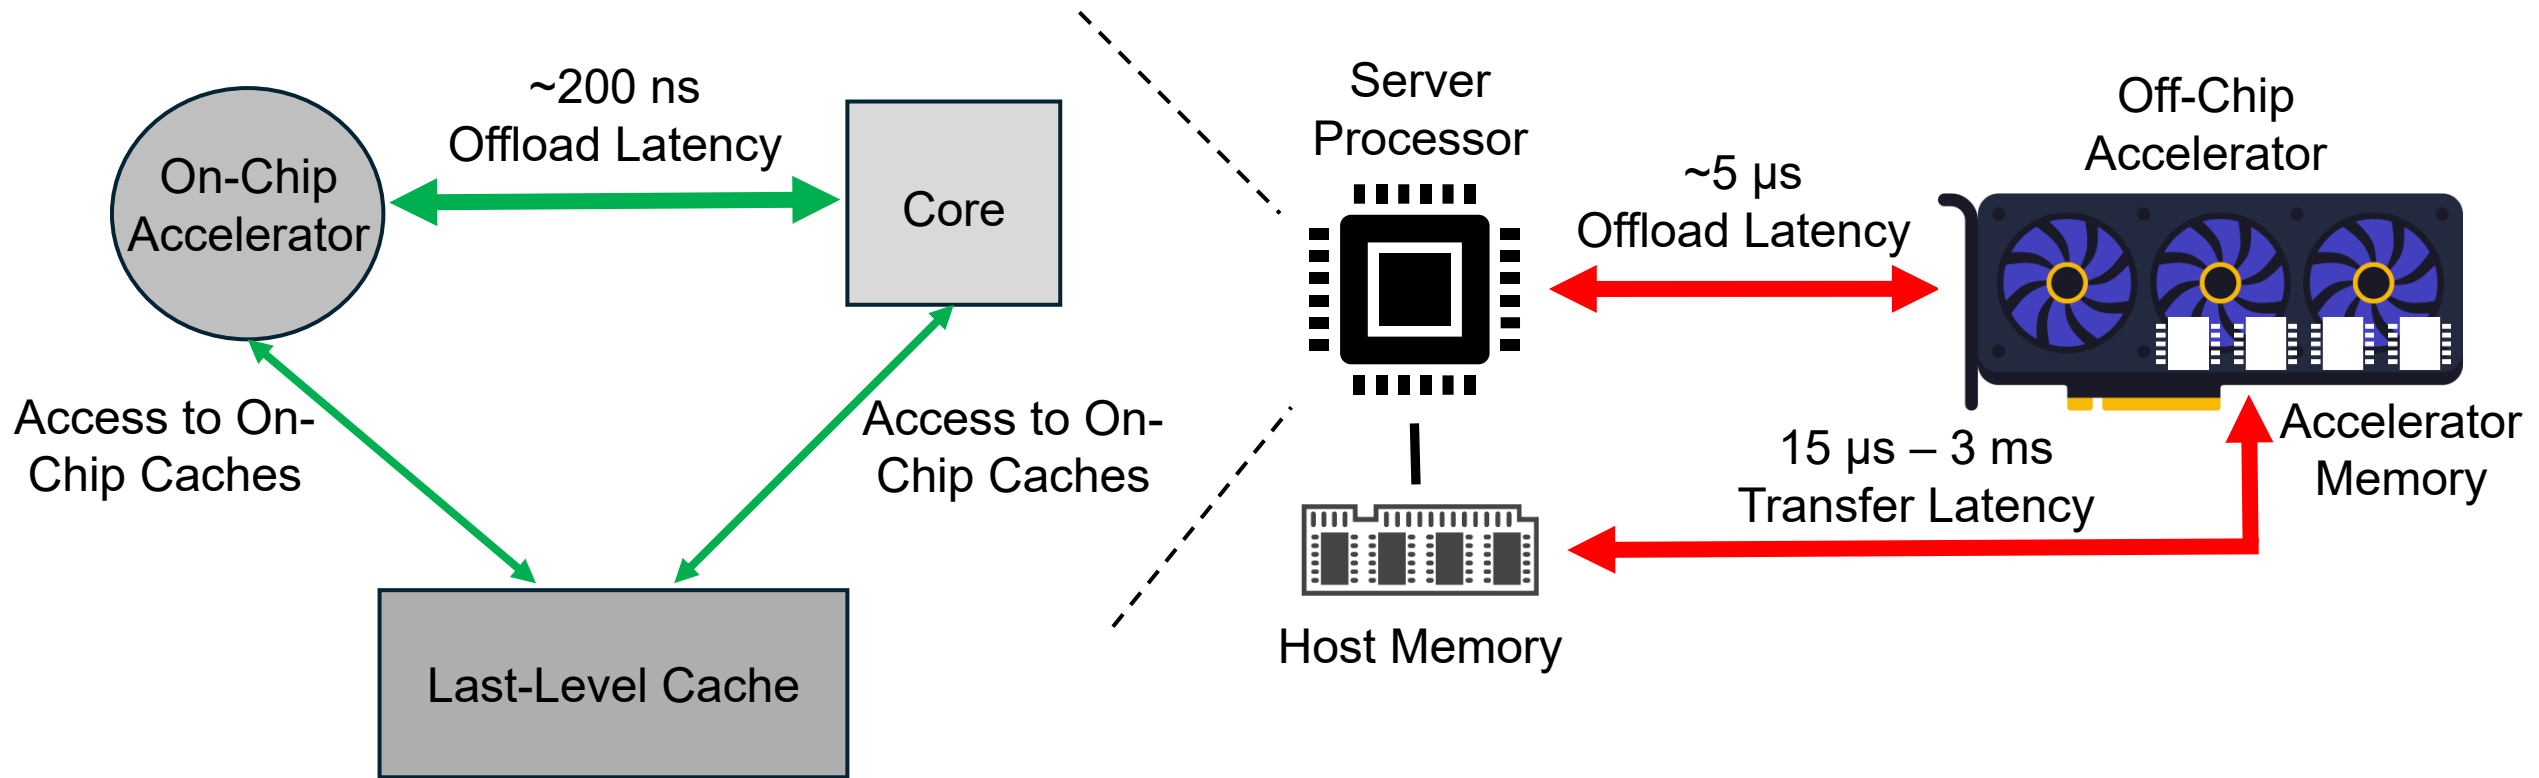 ~200 ns
Offload Latency
On-Chip
Accelerator
Core
Access to On-
Chip Caches
Access to On-
Chip Caches
Last-Level Cache
Server
Processor
~5 µs
Offload Latency
Off-Chip
Accelerator
15 µs – 3 ms
Transfer Latency
Accelerator
Memory
Host Memory